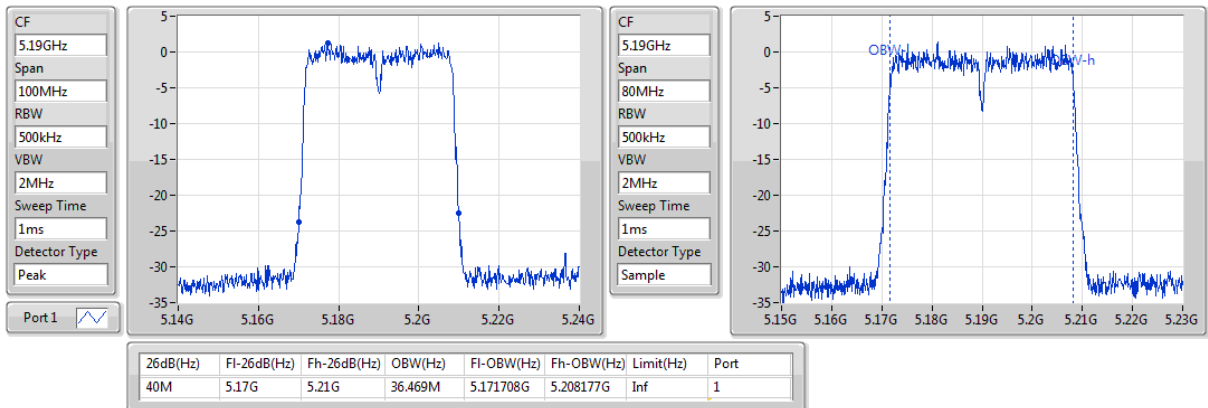 CF
5.19GHz
Span
100MHz
RBW
500kHz
VBW
2MHz
Sweep Time
1ms
Detector Type
Peak
Port 1
5
0
-5
-10
-15
-20
-25
-30
-35
5.14G 5.16G 5.18G 5.2G 5.22G 5.24G
CF
5.19GHz
Span
80MHz
RBW
500kHz
VBW
2MHz
Sweep Time
1ms
Detector Type
Sample
5
0
-5
-10
-15
-20
-25
-30
-35
OBW-h
5.15G 5.16G 5.17G 5.18G 5.19G 5.2G 5.21G 5.22G 5.23G
26dB(Hz) Fl-26dB(Hz) Fh-26dB(Hz) OBW(Hz) Fl-OBW(Hz) Fh-OBW(Hz) Limit(Hz) Port
40M 5.17G 5.21G 36.469M 5.171708G 5.208177G Inf 1